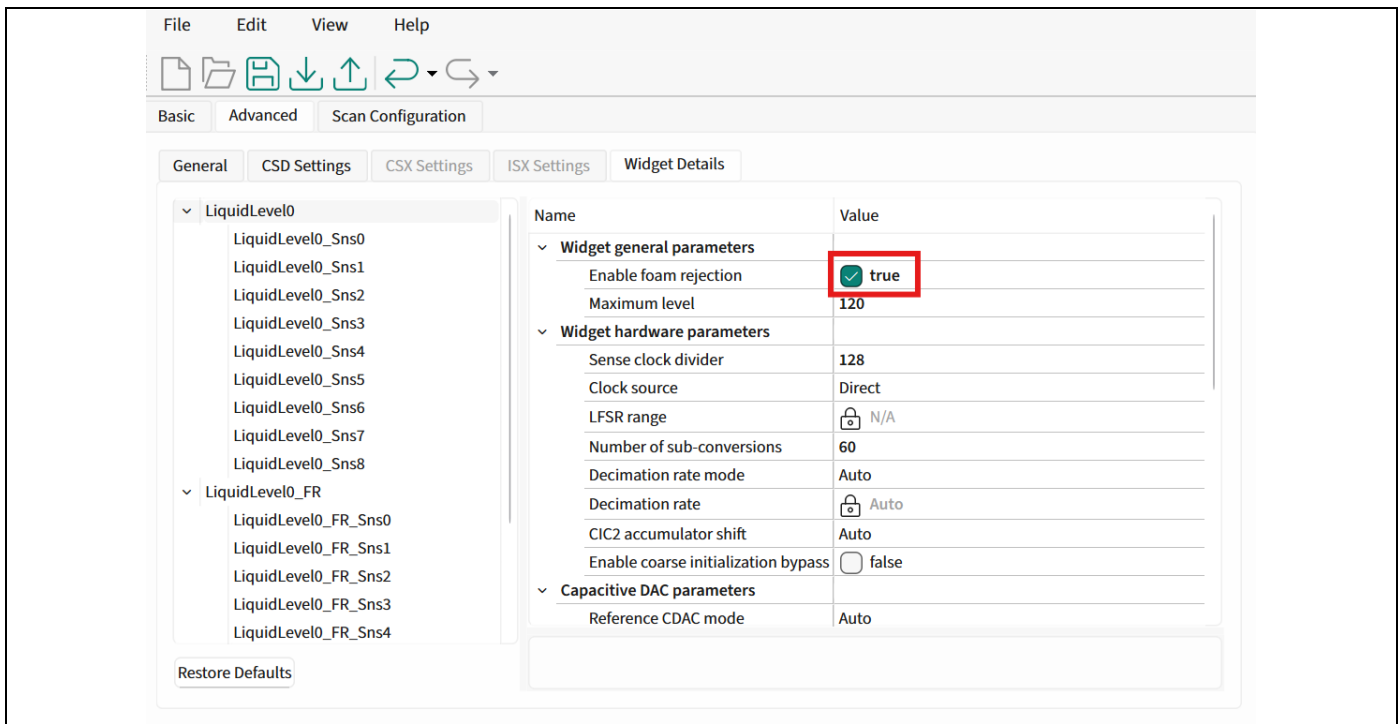 File Edit View Help
Basic Advanced Scan Configuration
General CSD Settings CSX Settings ISX Settings Widget Details
LiquidLevel0
LiquidLevel0_Sns0
LiquidLevel0_Sns1
LiquidLevel0_Sns2
LiquidLevel0_Sns3
LiquidLevel0_Sns4
LiquidLevel0_Sns5
LiquidLevel0_Sns6
LiquidLevel0_Sns7
LiquidLevel0_Sns8
LiquidLevel0_FR
LiquidLevel0_FR_Sns0
LiquidLevel0_FR_Sns1
LiquidLevel0_FR_Sns2
LiquidLevel0_FR_Sns3
LiquidLevel0_FR_Sns4
Restore Defaults
Name Value
Widget general parameters
Enable foam rejection true
Maximum level 120
Widget hardware parameters
Sense clock divider 128
Clock source Direct
LFSR range N/A
Number of sub-conversions 60
Decimation rate mode Auto
Decimation rate Auto
CIC2 accumulator shift Auto
Enable coarse initialization bypass false
Capacitive DAC parameters
Reference CDAC mode Auto